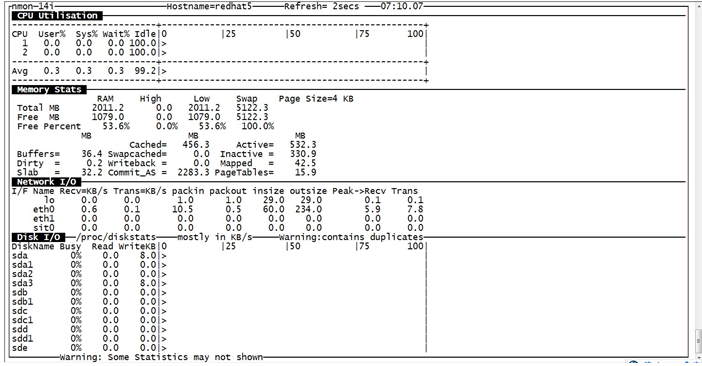 nmon-14i Hostname=redhat5 Refresh= 2secs 07:10.07
CPU Utilisation
CPU User% Sys% Wait% Idle|0 |25 |50 |75 100|
1 0.0 0.0 0.0 100.0|>
2 0.0 0.0 0.0 100.0|>
Avg 0.3 0.3 0.3 99.2|>
Memory Stats
RAM High Low Swap Page Size=4 KB
Total MB 2011.2 0.0 2011.2 5122.3
Free MB 1079.0 0.0 1079.0 5122.3
Free Percent 53.6% 0.0% 53.6% 100.0%
MB MB MB
Cached= 456.3 Active= 532.3
Buffers= 36.4 Swapcached= 0.0 Inactive = 330.9
Dirty = 0.2 Writeback = 0.0 Mapped = 42.5
Slab = 32.2 Commit_AS = 2283.3 PageTables= 15.9
Network I/O
I/F Name Recv=KB/s Trans=KB/s packin packout insize outsize Peak->Recv Trans
lo 0.0 0.0 1.0 1.0 29.0 29.0 0.1 0.1
eth0 0.6 0.1 10.5 0.5 60.0 234.0 5.9 7.8
eth1 0.0 0.0 0.0 0.0 0.0 0.0 0.0 0.0
sit0 0.0 0.0 0.0 0.0 0.0 0.0 0.0 0.0
Disk I/O /proc/diskstats mostly in KB/s Warning:contains duplicates
DiskName Busy Read WriteKB|0 |25 |50 |75 100|
sda 0% 0.0 8.0|>
sda1 0% 0.0 0.0|>
sda2 0% 0.0 0.0|>
sda3 0% 0.0 8.0|>
sdb 0% 0.0 0.0|>
sdb1 0% 0.0 0.0|>
sdc 0% 0.0 0.0|>
sdc1 0% 0.0 0.0|>
sdd 0% 0.0 0.0|>
sdd1 0% 0.0 0.0|>
sde 0% 0.0 0.0|>
Warning: Some Statistics may not shown